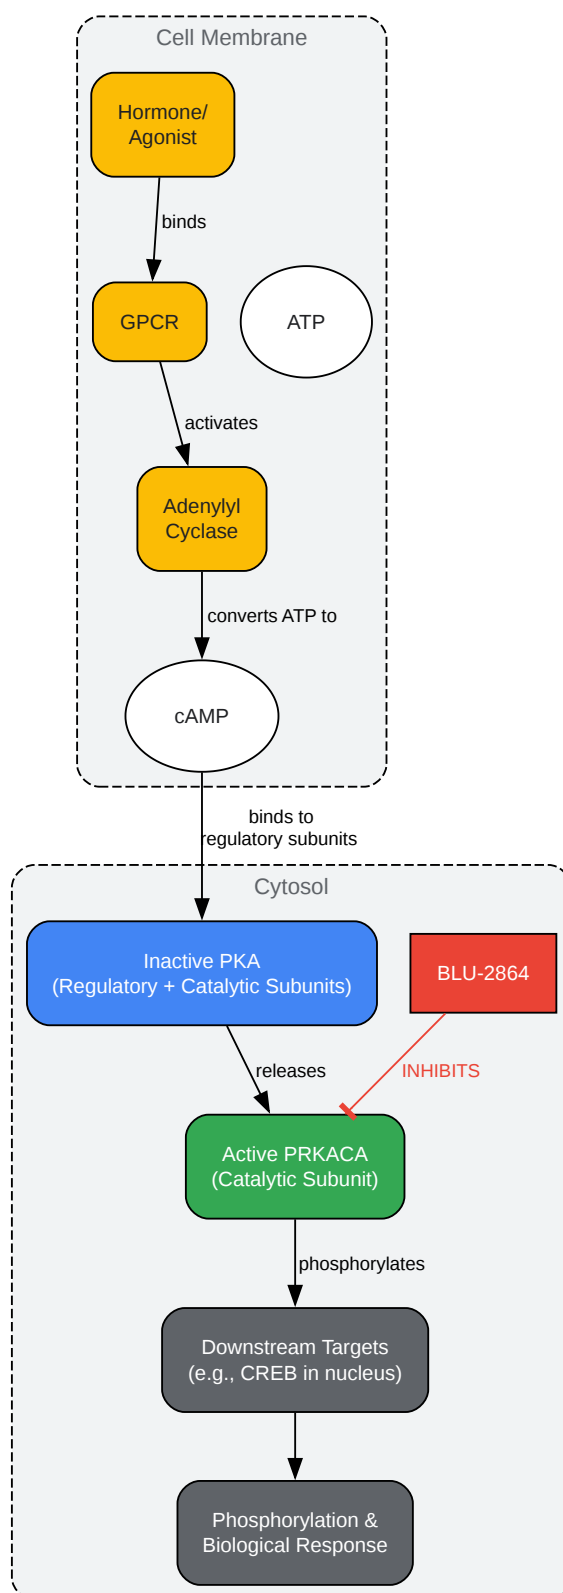 Cell Membrane
Hormone/
Agonist
binds
GPCR
ATP
activates
Adenylyl
Cyclase
converts ATP to
cAMP
binds to
regulatory subunits
Cytosol
Inactive PKA
(Regulatory + Catalytic Subunits)
BLU-2864
releases
INHIBITS
Active PRKACA
(Catalytic Subunit)
phosphorylates
Downstream Targets
(e.g., CREB in nucleus)
Phosphorylation &
Biological Response